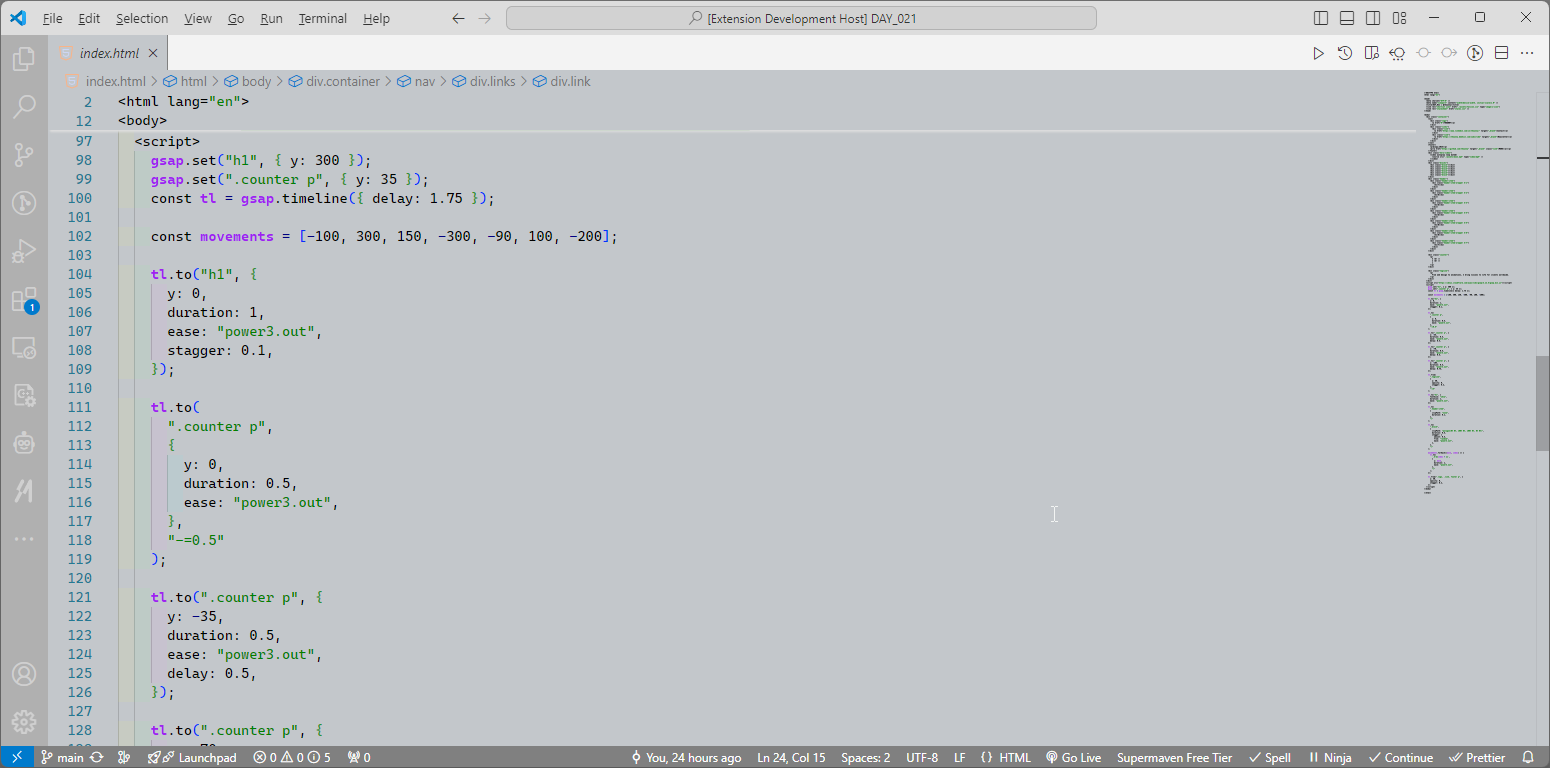 File Edit Selection View Go Run Terminal Help
[Extension Development Host] DAY_021
index.html
index.html > html > body > div.container > nav > div.links > div.link
2 <html lang="en">
12 <body>
97 <script>
98 gsap.set("h1", { y: 300 });
99 gsap.set(".counter p", { y: 35 });
100 const tl = gsap.timeline({ delay: 1.75 });
101
102 const movements = [-100, 300, 150, -300, -90, 100, -200];
103
104 tl.to("h1", {
105 y: 0,
106 duration: 1,
107 ease: "power3.out",
108 stagger: 0.1,
109 });
110
111 tl.to(
112 ".counter p",
113 {
114 y: 0,
115 duration: 0.5,
116 ease: "power3.out",
117 },
118 "-=0.5"
119 );
120
121 tl.to(".counter p", {
122 y: -35,
123 duration: 0.5,
124 ease: "power3.out",
125 delay: 0.5,
126 });
127
128 tl.to(".counter p", {
1
main
Launchpad
0 0 5
0
You, 24 hours ago
Ln 24, Col 15
Spaces: 2
UTF-8
LF
{} HTML
Go Live
Supermaven Free Tier
Spell
Ninja
Continue
Prettier